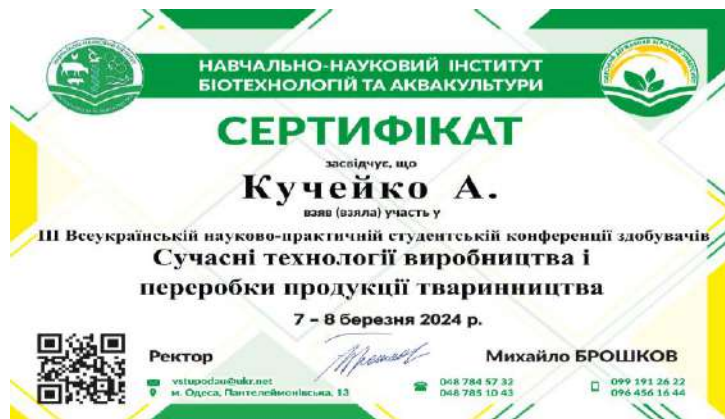 НАВЧАЛЬНО-НАУКОВИЙ ІНСТИТУТ
БІОТЕХНОЛОГІЙ ТА АКВАКУЛЬТУРИ
СЕРТИФІКАТ
засвідчує, що
Кучейко А.
взяв (взяла) участь у
ІІІ Всеукраїнській науково-практичній студентській конференції здобувачів
Сучасні технології виробництва і
переробки продукції тваринництва
7 – 8 березня 2024 р.
Ректор
Михайло БРОШКОВ
vstupodau@ukr.net
м. Одеса, Пантелеймонівська, 13
048 784 57 32
048 785 10 43
099 191 26 22
096 456 16 44